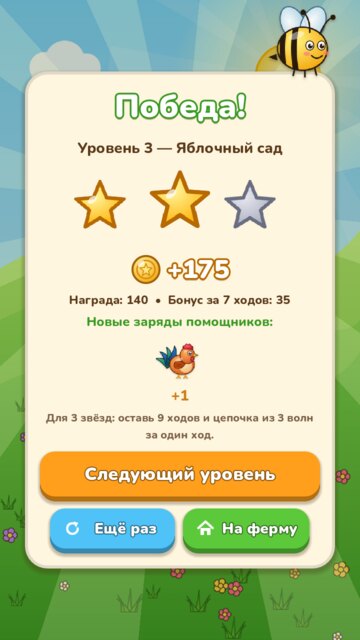 Победа!
Уровень 3 — Яблочный сад
+175
Награда: 140 • Бонус за 7 ходов: 35
Новые заряды помощников:
+1
Для 3 звёзд: оставь 9 ходов и цепочка из 3 волн
за один ход.
Следующий уровень
Ещё раз
На ферму